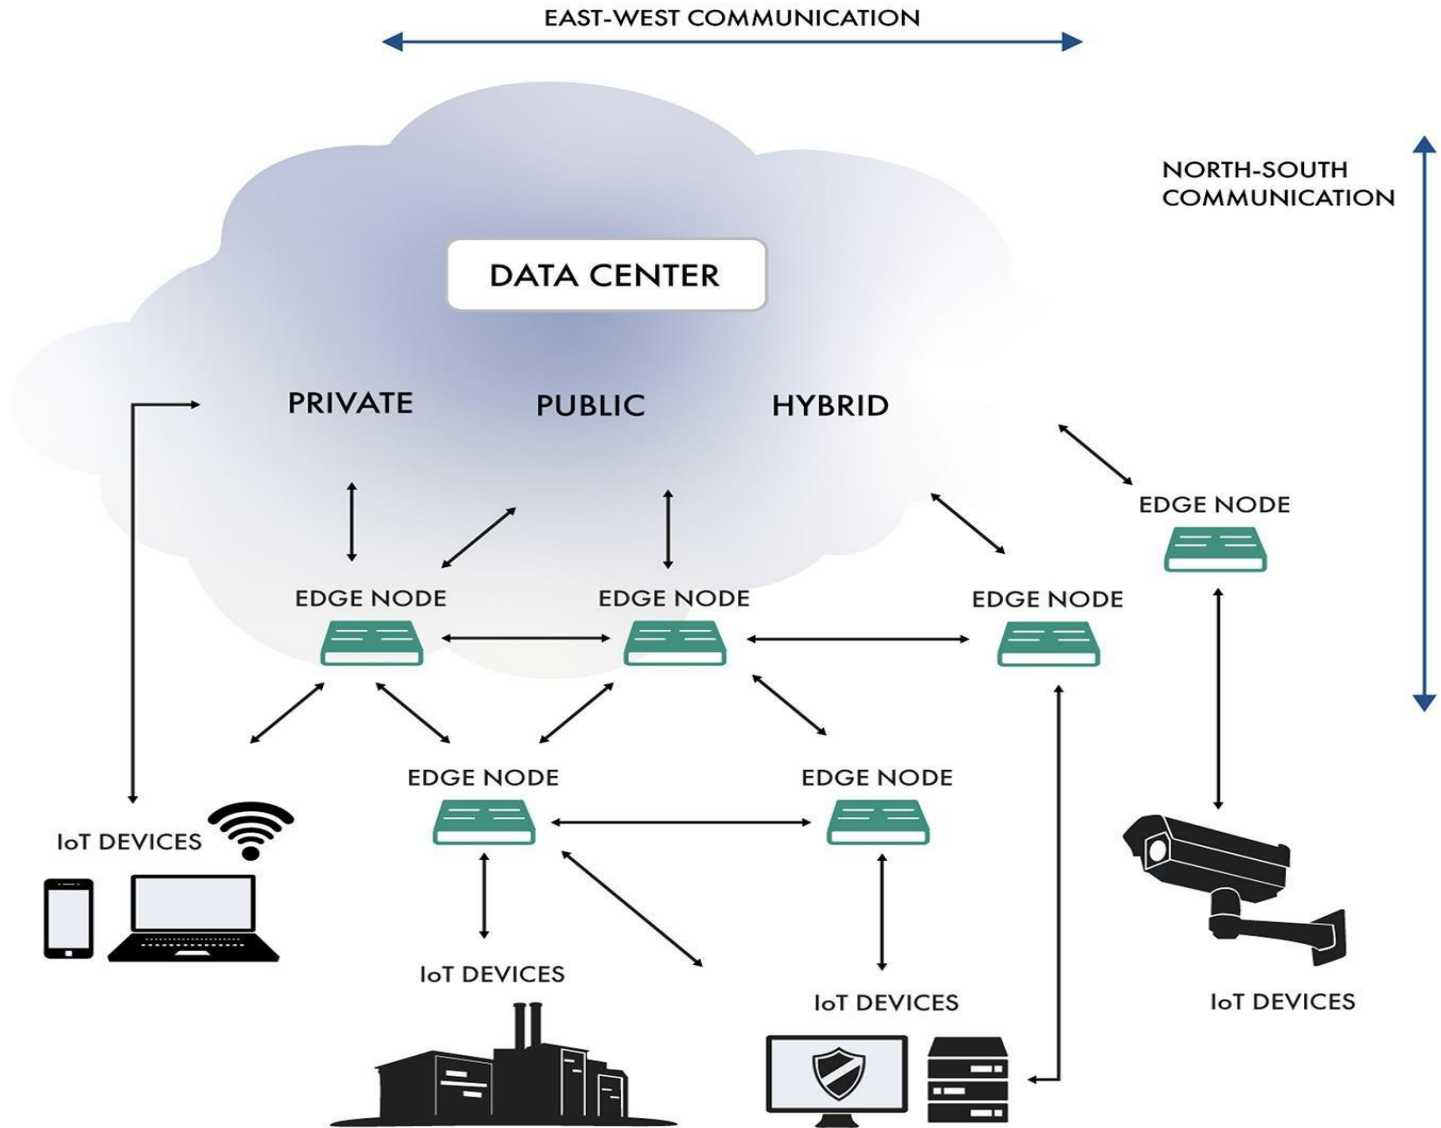 EAST-WEST COMMUNICATION
NORTH-SOUTH
COMMUNICATION
DATA CENTER
PRIVATE
PUBLIC
HYBRID
EDGE NODE
EDGE NODE
EDGE NODE
EDGE NODE
EDGE NODE
EDGE NODE
IoT DEVICES
IoT DEVICES
IoT DEVICES
IoT DEVICES